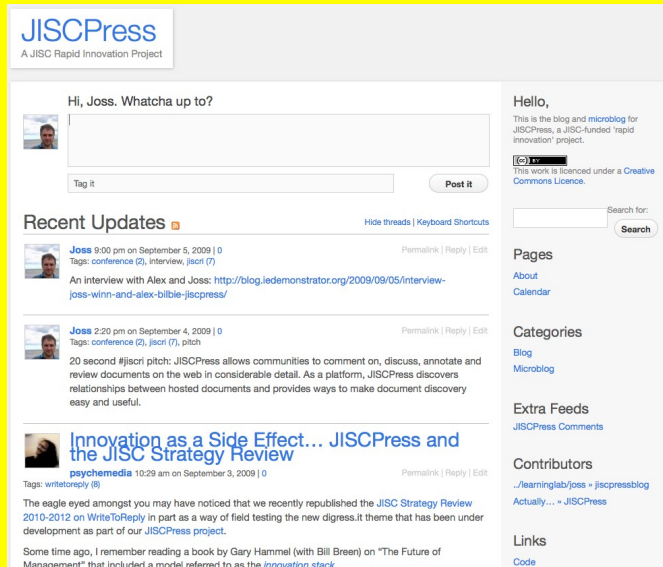 JISCPress
A JISC Rapid Innovation Project
Hi, Joss. Whatcha up to?
Tag it
Post it
Recent Updates
Hide threads | Keyboard Shortcuts
Joss 9:00 pm on September 5, 2009 | 0
Permalink | Reply | Edit
Tags: conference (2), interview, jiscri (7)
An interview with Alex and Joss: http://blog.iedemonstrator.org/2009/09/05/interview-
joss-winn-and-alex-bilbie-jiscpress/
Joss 2:20 pm on September 4, 2009 | 0
Permalink | Reply | Edit
Tags: conference (2), jiscri (7), pitch
20 second #jiscri pitch: JISCPress allows communities to comment on, discuss, annotate and
review documents on the web in considerable detail. As a platform, JISCPress discovers
relationships between hosted documents and provides ways to make document discovery
easy and useful.
Innovation as a Side Effect… JISCPress and
the JISC Strategy Review
psychemedia 10:29 am on September 3, 2009 | 0
Permalink | Reply | Edit
Tags: writetoreply (8)
The eagle eyed amongst you may have noticed that we recently republished the JISC Strategy Review
2010-2012 on WriteToReply in part as a way of field testing the new digress.it theme that has been under
development as part of our JISCPress project.
Some time ago, I remember reading a book by Gary Hammel (with Bill Breen) on “The Future of
Management” that included a model referred to as the innovation stack
Hello,
This is the blog and microblog for
JISCPress, a JISC-funded 'rapid
innovation' project.
(cc) BY
This work is licenced under a Creative
Commons Licence.
Search for:
Search
Pages
About
Calendar
Categories
Blog
Microblog
Extra Feeds
JISCPress Comments
Contributors
../learninglab/joss » jiscpressblog
Actually… » JISCPress
Links
Code